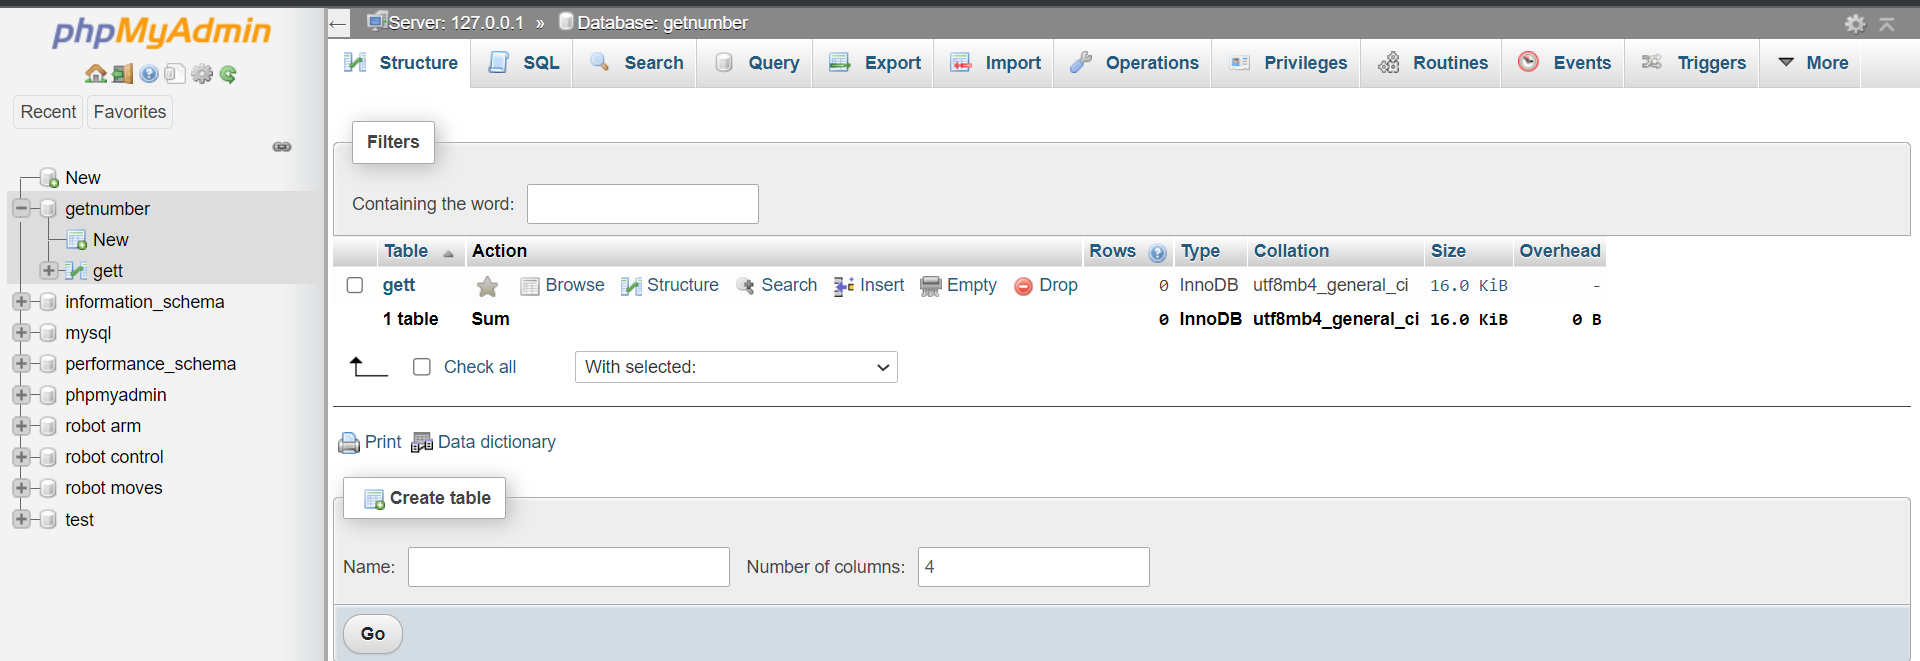 phpMyAdmin
Recent Favorites
New
getnumber
New
gett
information_schema
mysql
performance_schema
phpmyadmin
robot arm
robot control
robot moves
test
Server: 127.0.0.1 » Database: getnumber
Structure SQL Search Query Export Import Operations Privileges Routines Events Triggers More
Filters
Containing the word:
Table Action Rows Type Collation Size Overhead
gett Browse Structure Search Insert Empty Drop 0 InnoDB utf8mb4_general_ci 16.0 KiB -
1 table Sum 0 InnoDB utf8mb4_general_ci 16.0 KiB 0 B
Check all With selected:
Print Data dictionary
Create table
Name: Number of columns: 4
Go